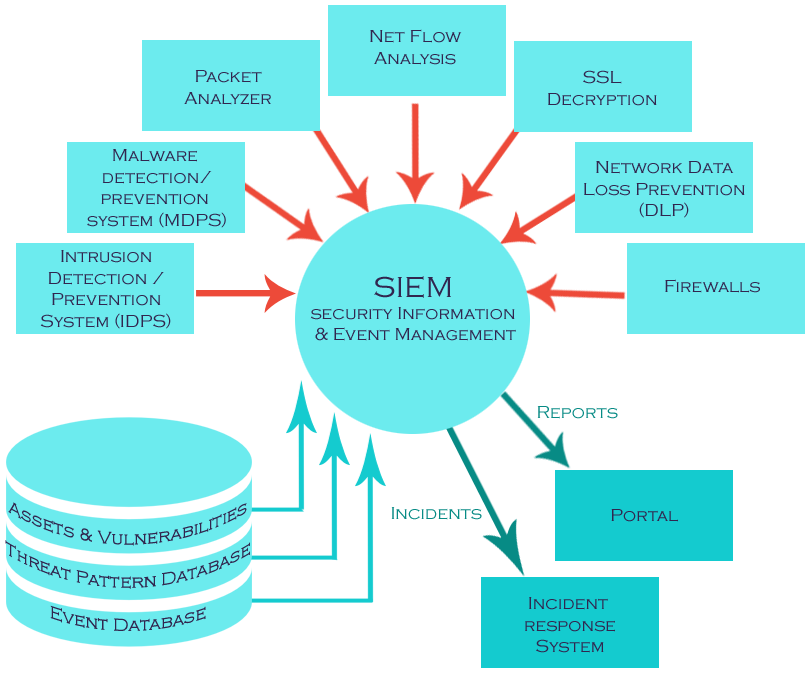 Net Flow
Analysis
Packet
Analyzer
SSL
Decryption
Malware
detection/
prevention
system (MDPS)
Network Data
Loss Prevention
(DLP)
Intrusion
Detection /
Prevention
System (IDPS)
SIEM
security Information
& Event Management
Firewalls
Reports
Incidents
Portal
Assets & Vulnerabilities
Threat Pattern Database
Event Database
Incident
response
System